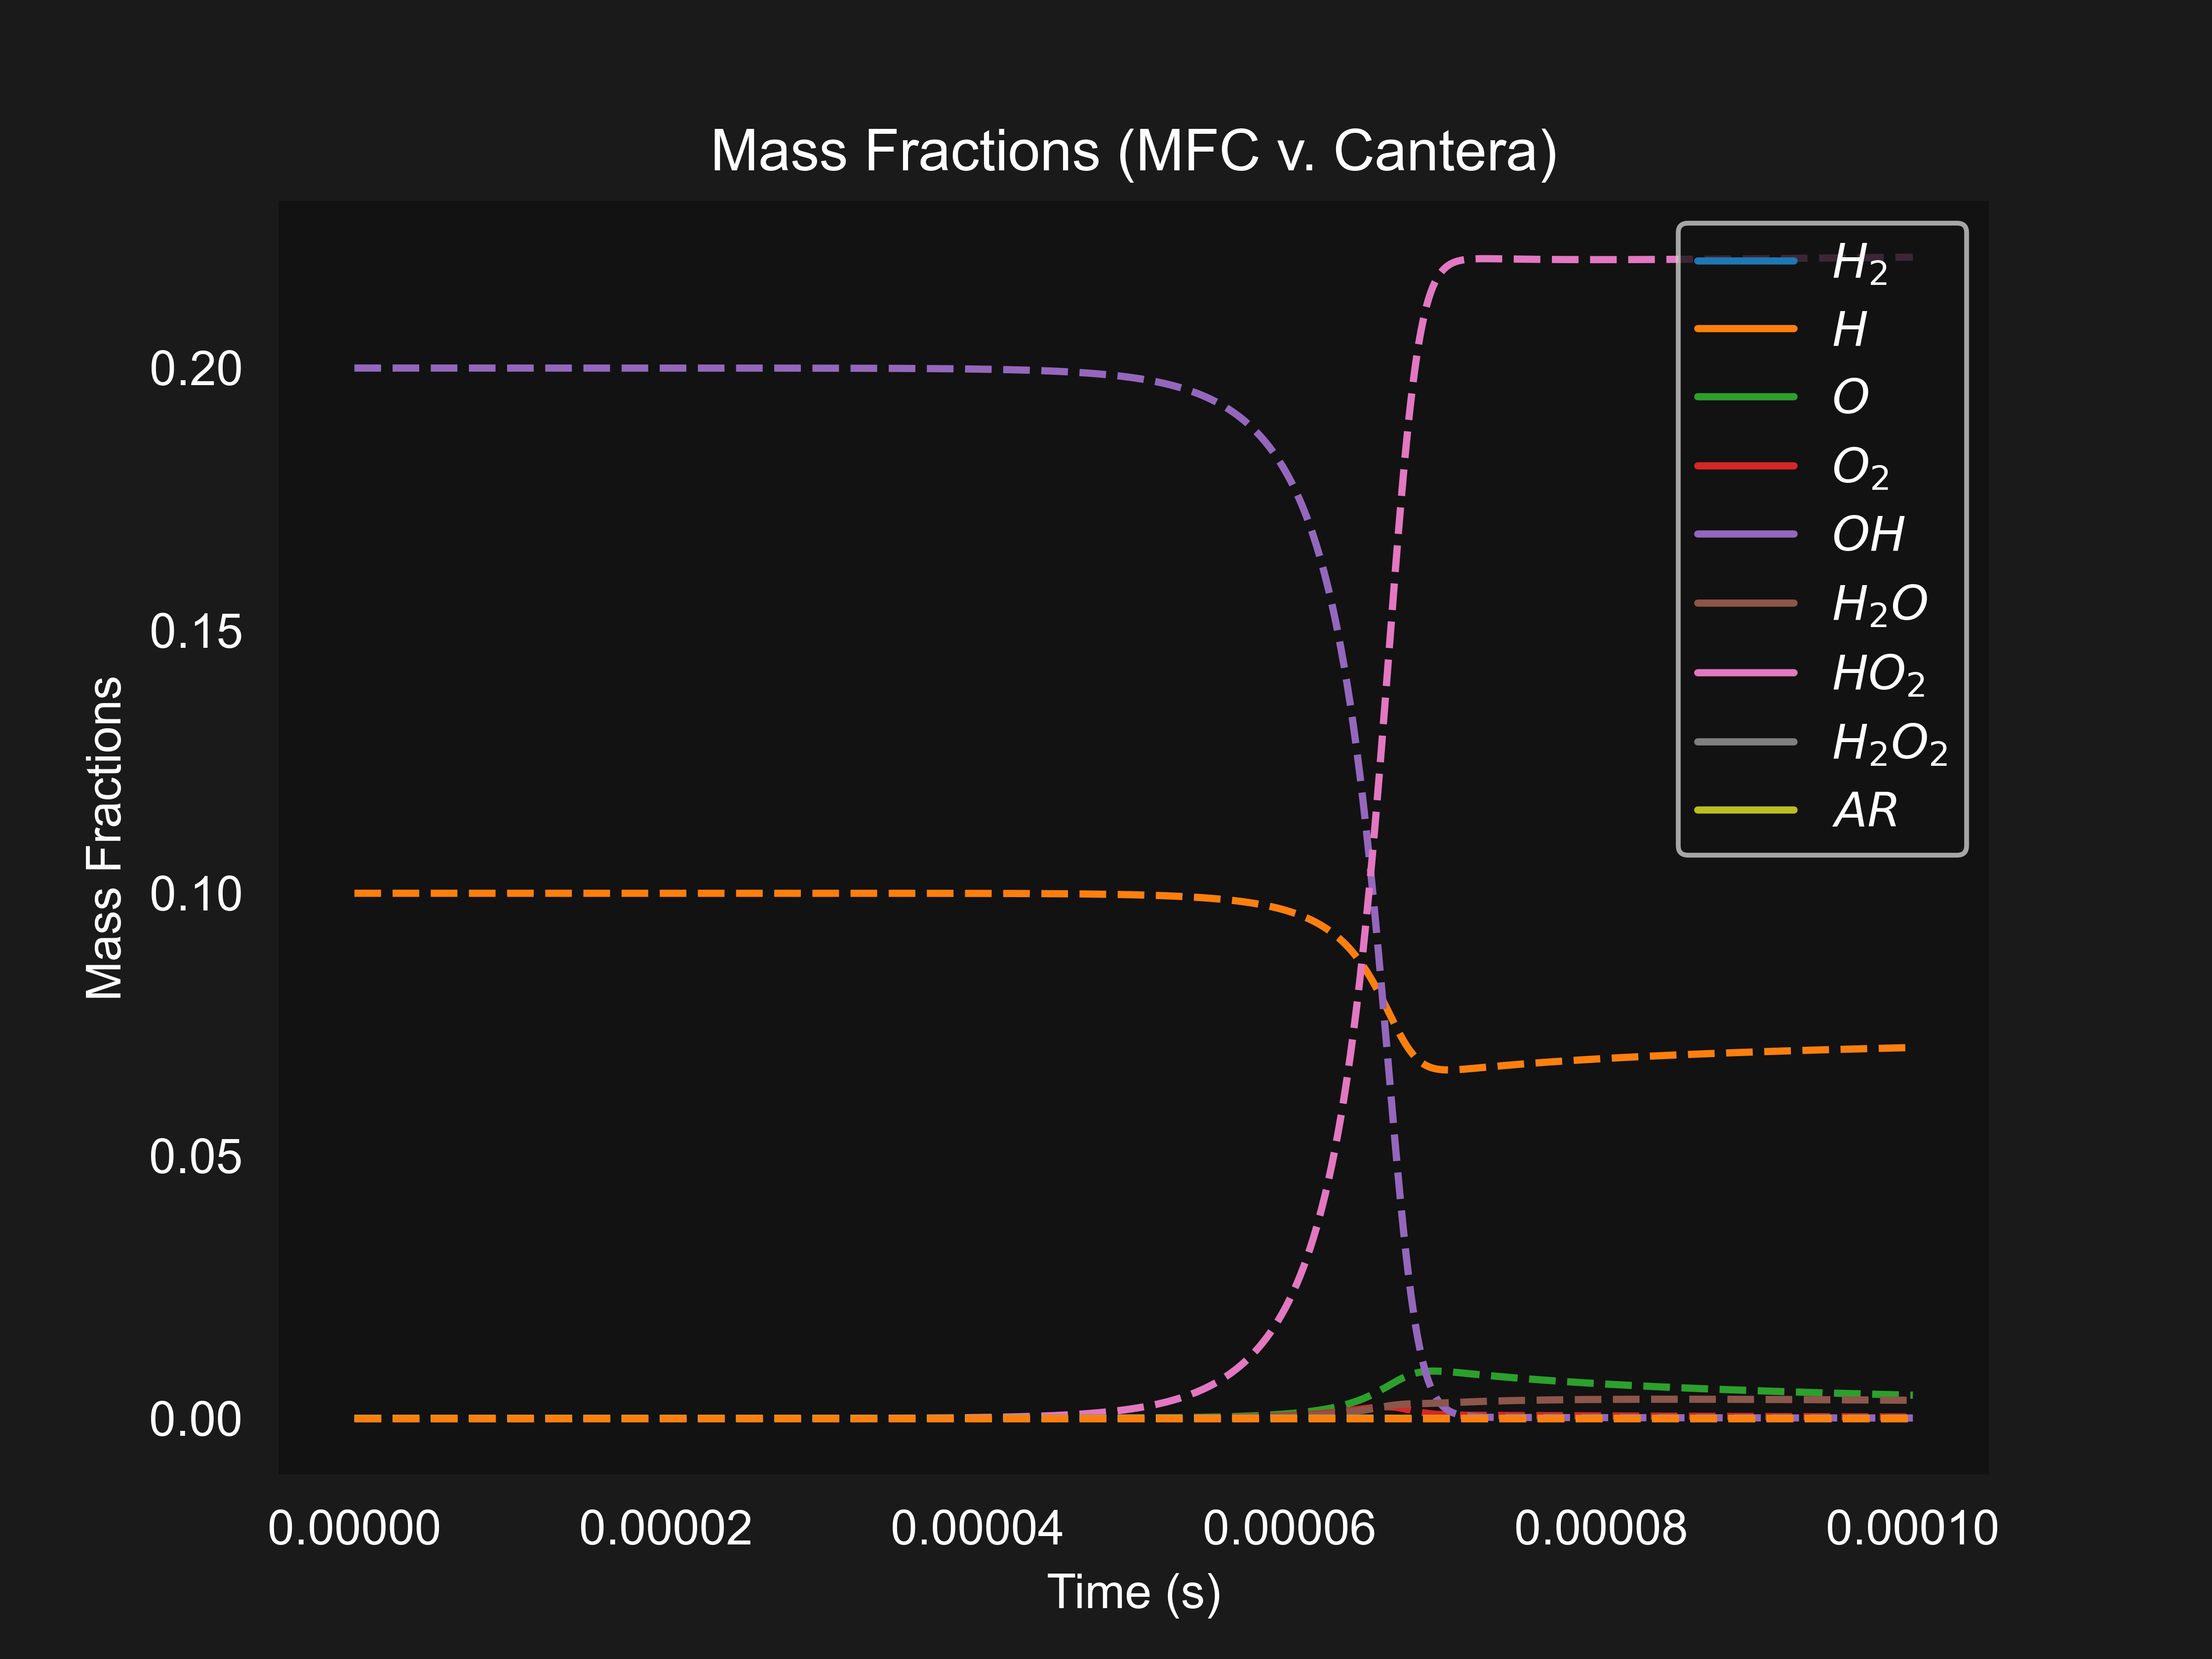 Mass Fractions (MFC v. Cantera)
H₂
H
O
O₂
OH
H₂O
HO₂
H₂O₂
AR
0.20
0.15
0.10
0.05
0.00
Mass Fractions
0.00000 0.00002 0.00004 0.00006 0.00008 0.00010
Time (s)